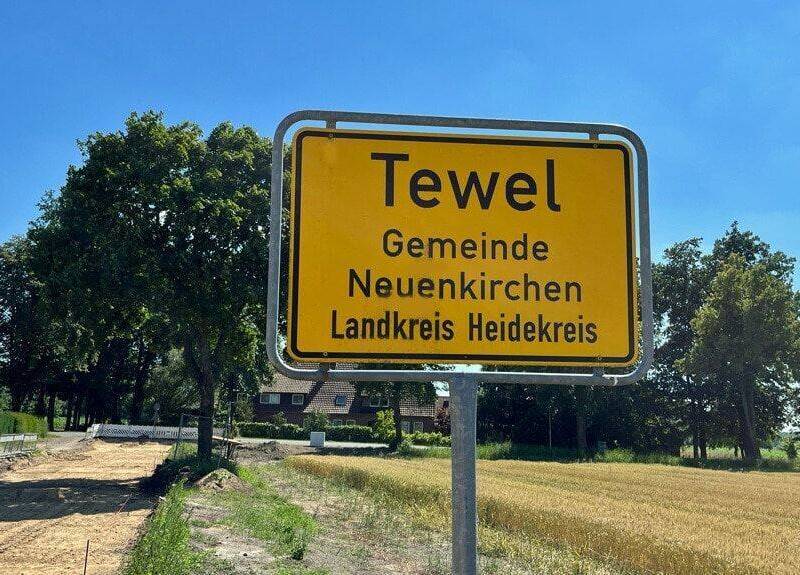 Tewel
Gemeinde
Neuenkirchen
Landkreis Heidekreis